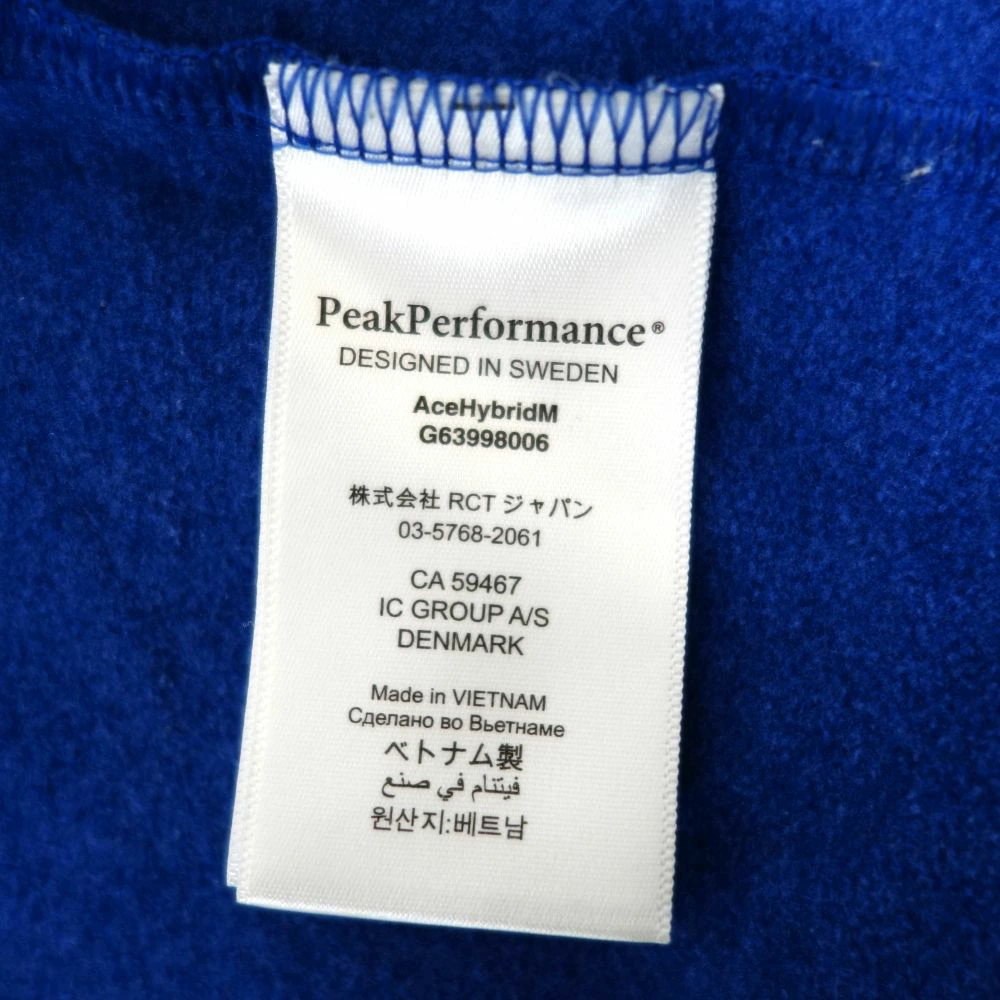 PeakPerformance®
DESIGNED IN SWEDEN
AceHybridM
G63998006
株式会社 RCT ジャパン
03-5768-2061
CA 59467
IC GROUP A/S
DENMARK
Made in VIETNAM
Сделано во Вьетнаме
ベトナム製
فيتنام في صنع
원산지:베트남